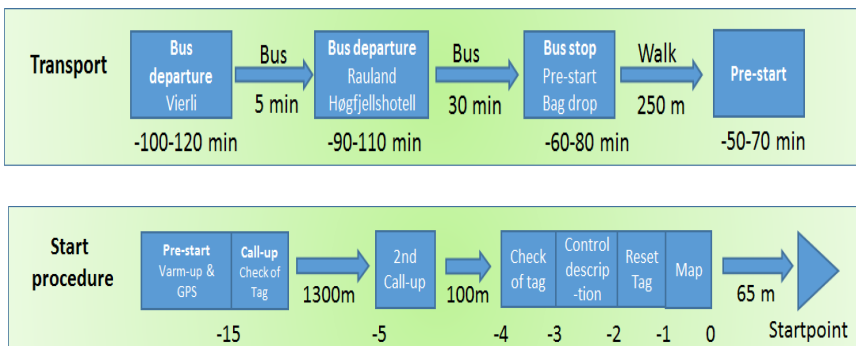 Transport
Bus
departure
Vierli
Bus
5 min
Bus departure
Rauland
Høgfjellshotell
Bus
30 min
Bus stop
Pre-start
Bag drop
Walk
250 m
Pre-start
-100-120 min
-90-110 min
-60-80 min
-50-70 min
Start
procedure
Pre-start
Varm-up &
GPS
Call-up
Check of
Tag
1300m
2nd
Call-up
100m
Check
of tag
Control
descrip
-tion
Reset
Tag
Map
65 m
Startpoint
-15
-5
-4
-3
-2
-1
0